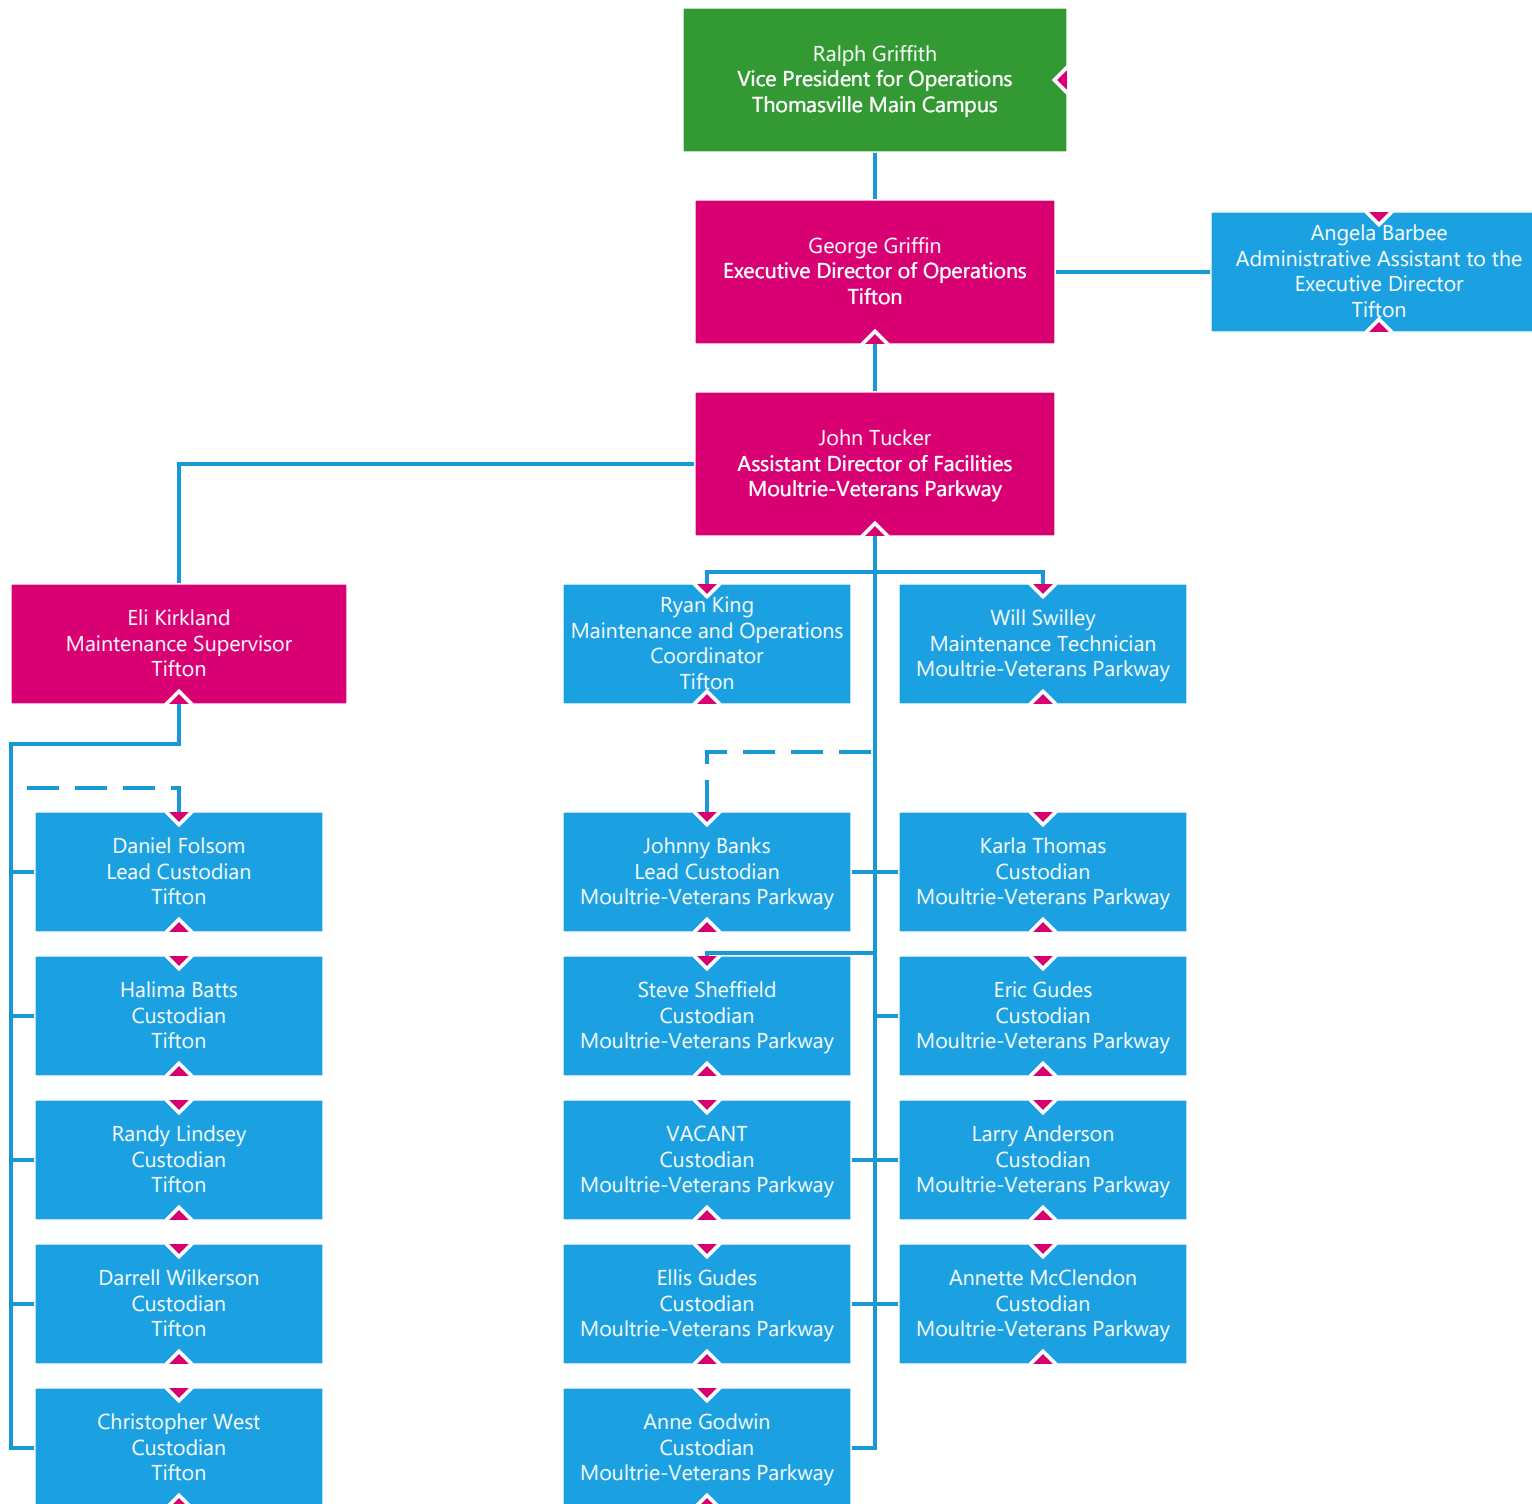 Ralph Griffith
Vice President for Operations
Thomasville Main Campus
George Griffin
Executive Director of Operations
Tifton
Angela Barbee
Administrative Assistant to the
Executive Director
Tifton
John Tucker
Assistant Director of Facilities
Moultrie-Veterans Parkway
Eli Kirkland
Maintenance Supervisor
Tifton
Ryan King
Maintenance and Operations
Coordinator
Tifton
Will Swilley
Maintenance Technician
Moultrie-Veterans Parkway
Daniel Folsom
Lead Custodian
Tifton
Johnny Banks
Lead Custodian
Moultrie-Veterans Parkway
Karla Thomas
Custodian
Moultrie-Veterans Parkway
Halima Batts
Custodian
Tifton
Steve Sheffield
Custodian
Moultrie-Veterans Parkway
Eric Gudes
Custodian
Moultrie-Veterans Parkway
Randy Lindsey
Custodian
Tifton
VACANT
Custodian
Moultrie-Veterans Parkway
Larry Anderson
Custodian
Moultrie-Veterans Parkway
Darrell Wilkerson
Custodian
Tifton
Ellis Gudes
Custodian
Moultrie-Veterans Parkway
Annette McClendon
Custodian
Moultrie-Veterans Parkway
Christopher West
Custodian
Tifton
Anne Godwin
Custodian
Moultrie-Veterans Parkway